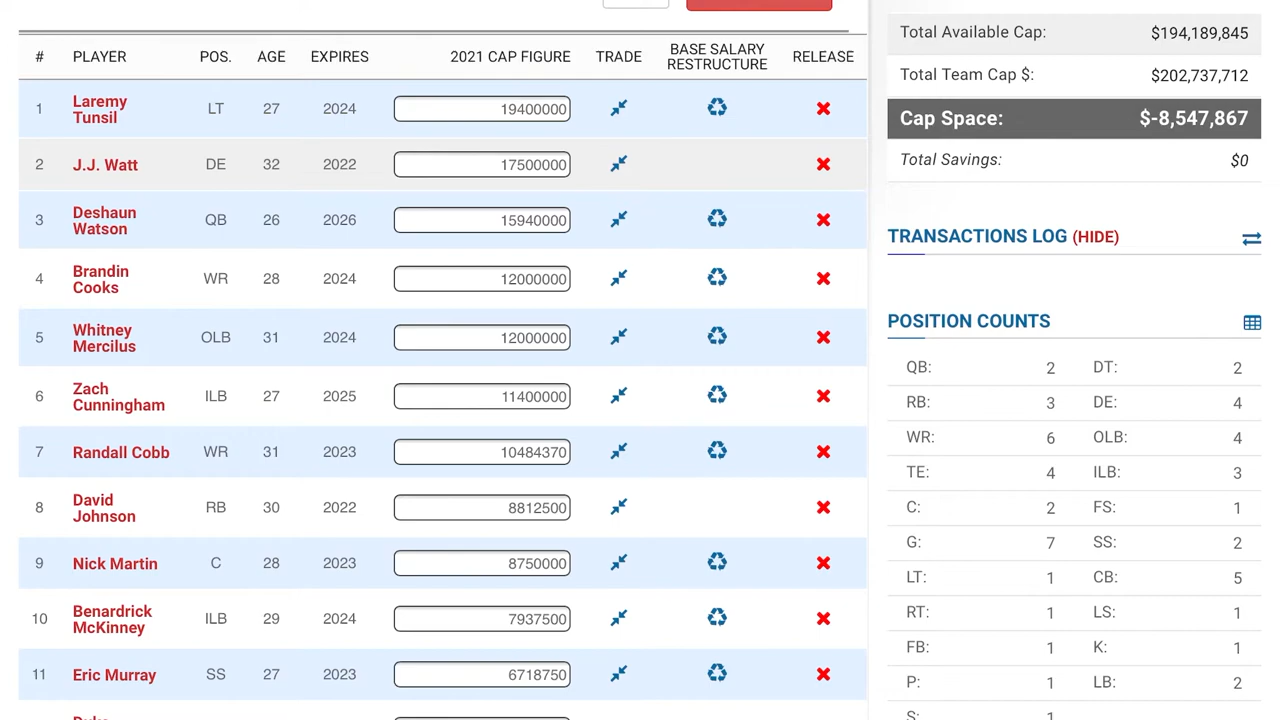 # PLAYER POS. AGE EXPIRES 2021 CAP FIGURE TRADE BASE SALARY RESTRUCTURE RELEASE
1 Laremy Tunsil LT 27 2024 19400000
2 J.J. Watt DE 32 2022 17500000
3 Deshaun Watson QB 26 2026 15940000
4 Brandin Cooks WR 28 2024 12000000
5 Whitney Mercilus OLB 31 2024 12000000
6 Zach Cunningham ILB 27 2025 11400000
7 Randall Cobb WR 31 2023 10484370
8 David Johnson RB 30 2022 8812500
9 Nick Martin C 28 2023 8750000
10 Benardrick McKinney ILB 29 2024 7937500
11 Eric Murray SS 27 2023 6718750
Total Available Cap: $194,189,845
Total Team Cap $: $202,737,712
Cap Space: $-8,547,867
Total Savings: $0
TRANSACTIONS LOG (HIDE)
POSITION COUNTS
QB: 2 DT: 2
RB: 3 DE: 4
WR: 6 OLB: 4
TE: 4 ILB: 3
C: 2 FS: 1
G: 7 SS: 2
LT: 1 CB: 5
RT: 1 LS: 1
FB: 1 K: 1
P: 1 LB: 2
S: 1